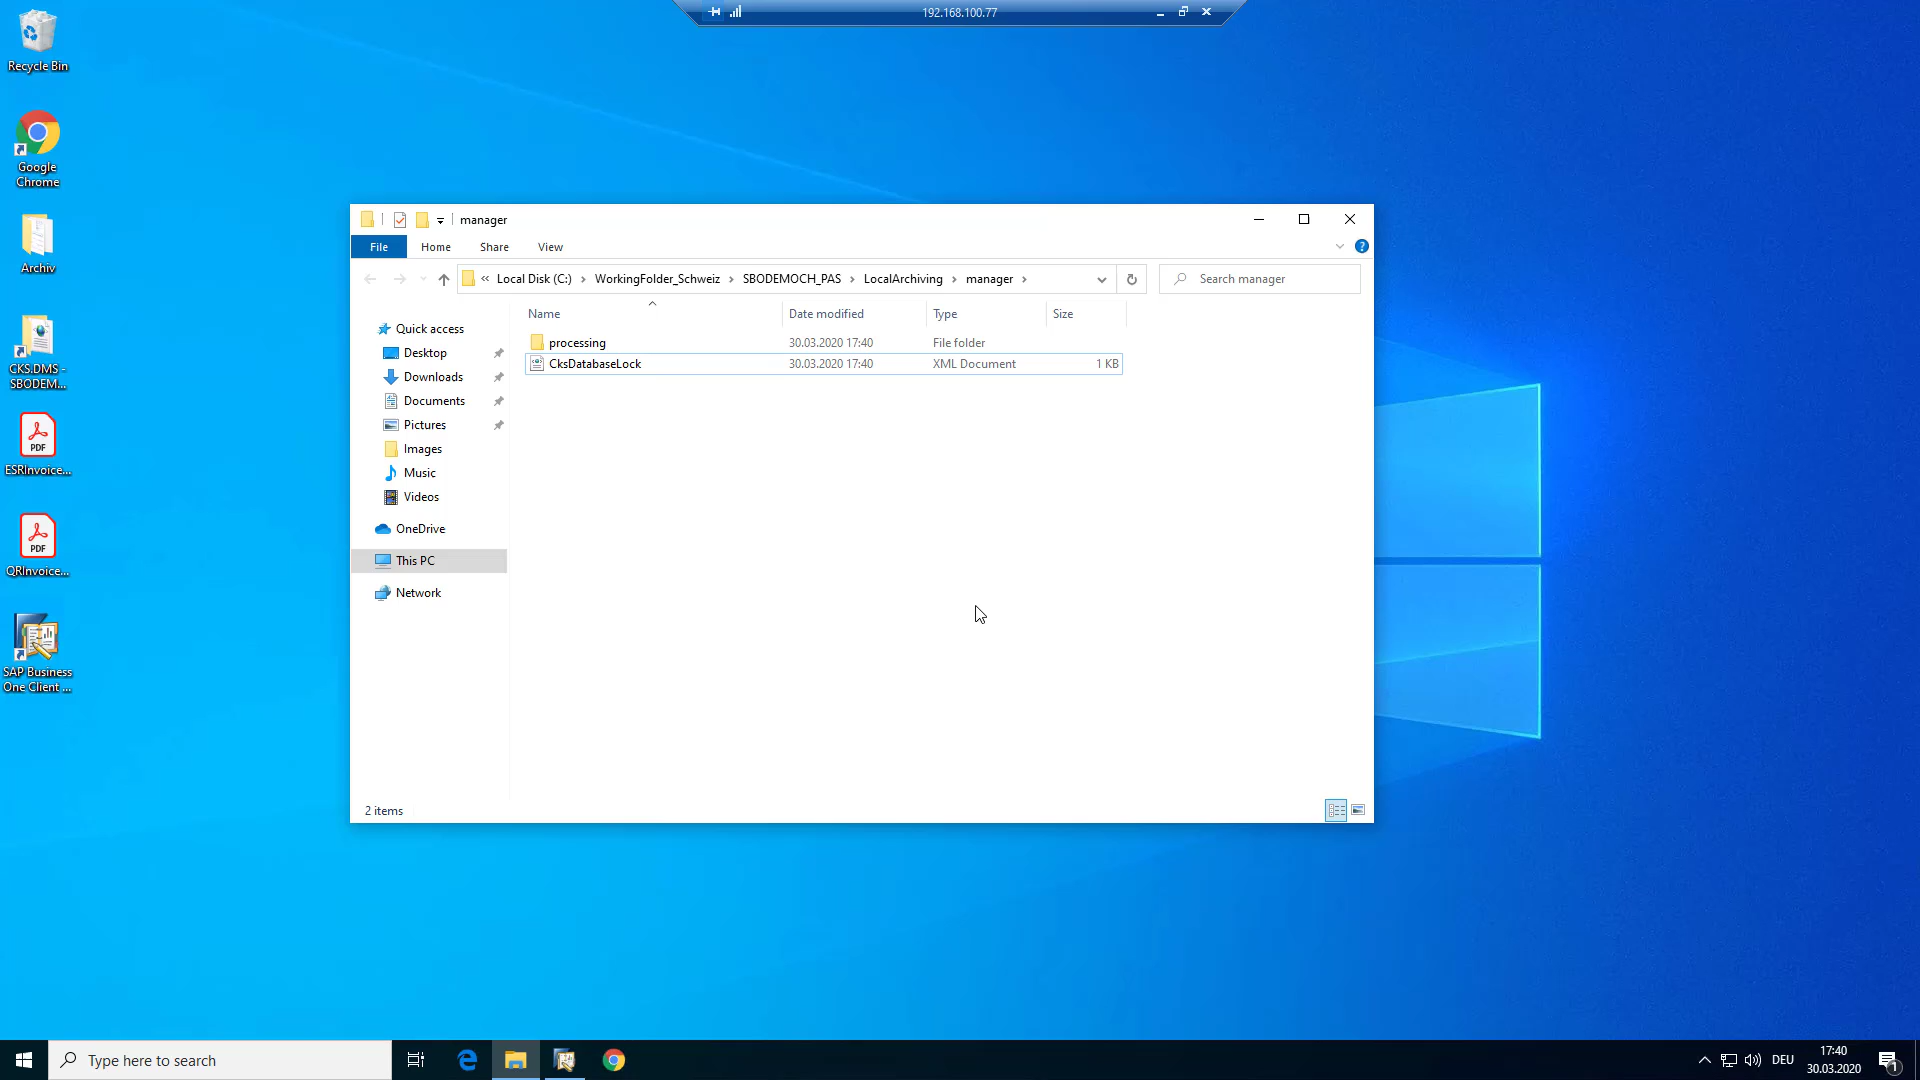 192.168.100.77
Recycle Bin
Google
Chrome
Archiv
CKS.DMS -
SBODEM...
PDF
ESRInvoice...
PDF
QRInvoice...
SAP Business
One Client ...
manager
File
Home
Share
View
Local Disk (C:)
WorkingFolder_Schweiz
SBODEMOCH_PAS
LocalArchiving
manager
Search manager
Name
Date modified
Type
Size
processing
30.03.2020 17:40
File folder
CksDatabaseLock
30.03.2020 17:40
XML Document
1 KB
Quick access
Desktop
Downloads
Documents
Pictures
Images
Music
Videos
OneDrive
This PC
Network
2 items
Type here to search
DEU
17:40
30.03.2020
1